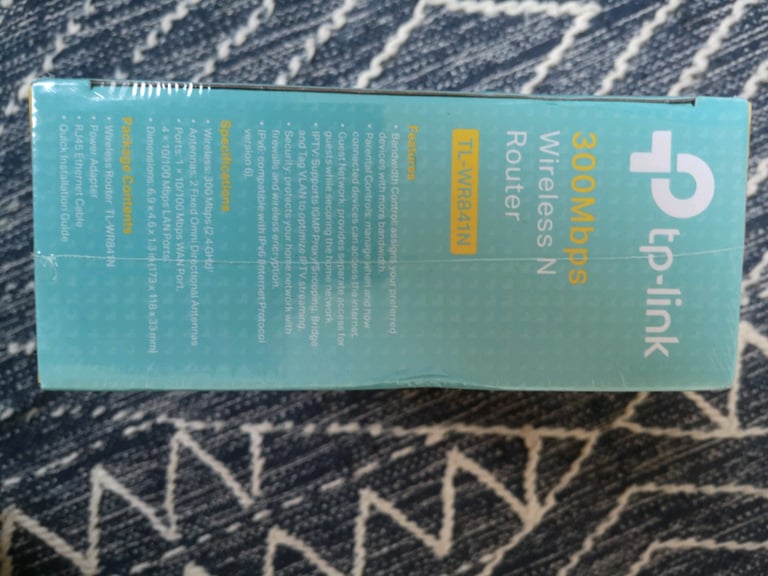 tp-link
300Mbps
Wireless N
Router
TL-WR841N
Features
• Bandwidth Control: assigns your preferred
devices with more bandwidth.
• Parental Controls: manage when and how
connected devices can access the internet.
• Guest Network: provides separate access for
guests while securing the home network.
• IPTV: Supports IGMP Proxy/Snooping, Bridge
and Tag VLAN to optimize IPTV streaming.
• Security: protects your home network with
firewalls and wireless encryption.
• IPv6: compatible with IPv6 (Internet Protocol
version 6).
Specifications
• Wireless: 300 Mbps (2.4 GHz)
• Antennas: 2 Fixed Omni Directional Antennas
• Ports: 1 × 10/100 Mbps WAN Port,
4 × 10/100 Mbps LAN Ports
• Dimensions: 6.9 × 4.6 × 1.3 in (173 × 118 × 33 mm)
Package Contents
• Wireless Router TL-WR841N
• Power Adapter
• RJ45 Ethernet Cable
• Quick Installation Guide